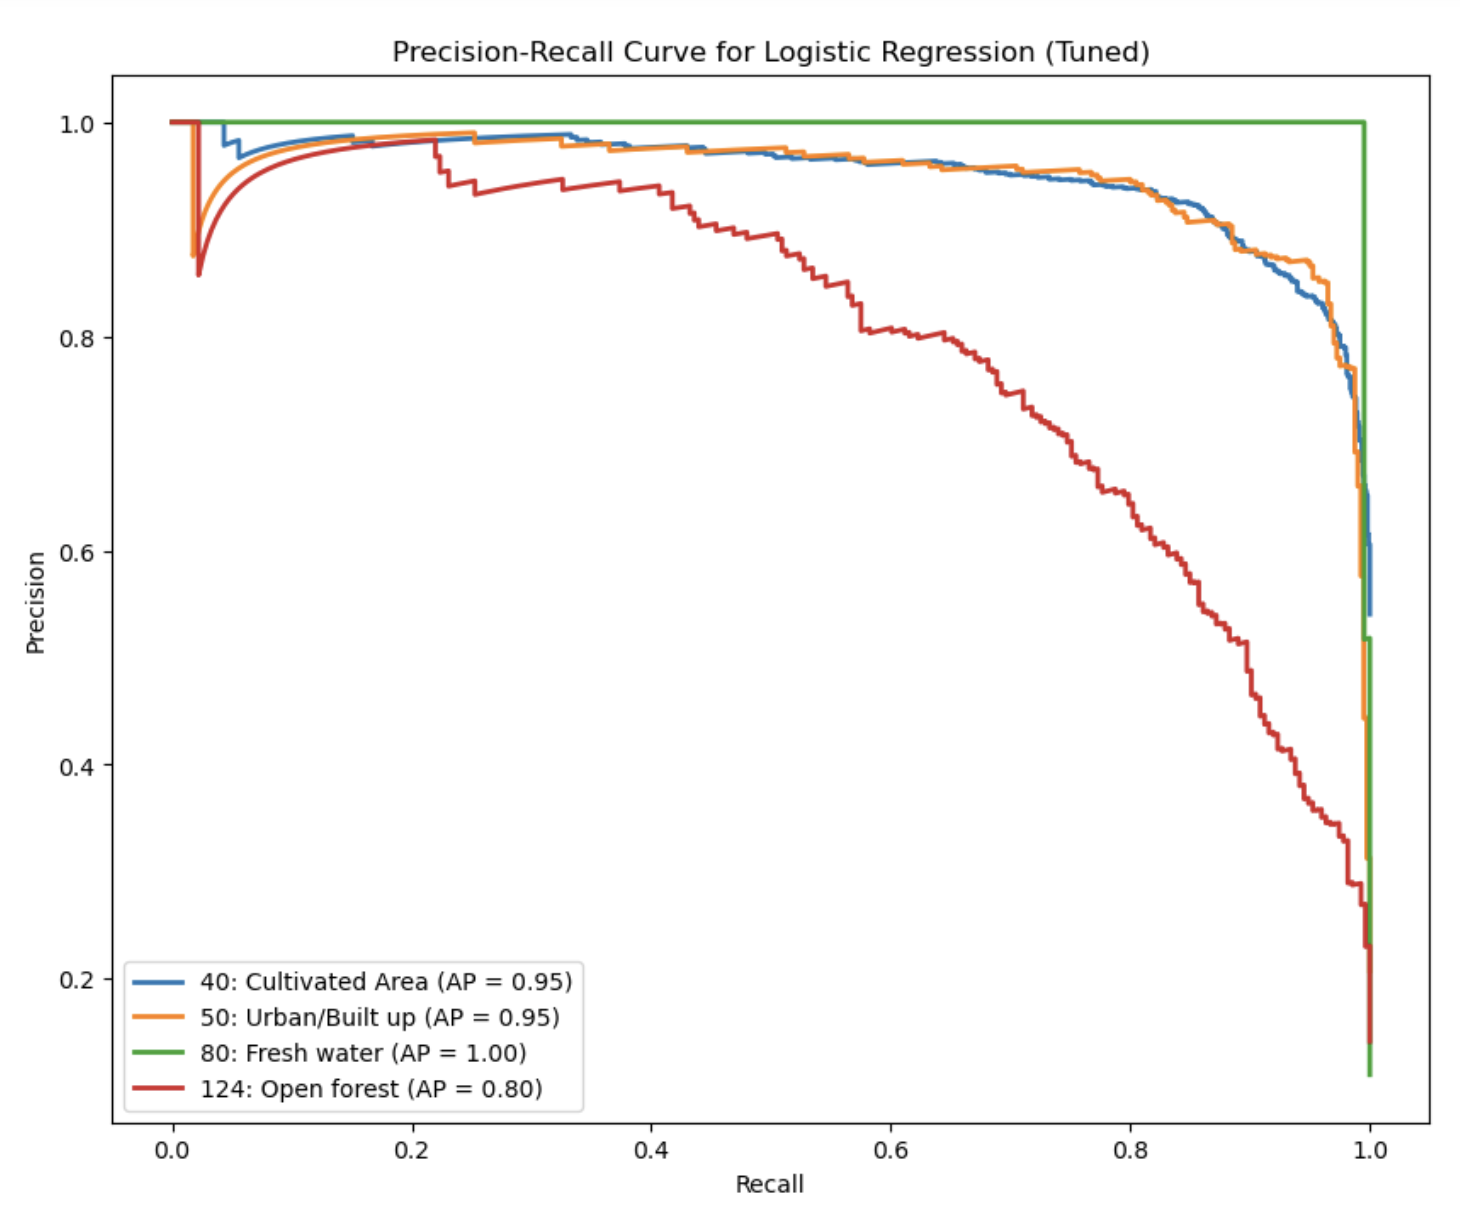 Precision-Recall Curve for Logistic Regression (Tuned)
1.0
0.8
0.6
0.4
0.2
Precision
40: Cultivated Area (AP = 0.95)
50: Urban/Built up (AP = 0.95)
80: Fresh water (AP = 1.00)
124: Open forest (AP = 0.80)
0.0 0.2 0.4 0.6 0.8 1.0
Recall